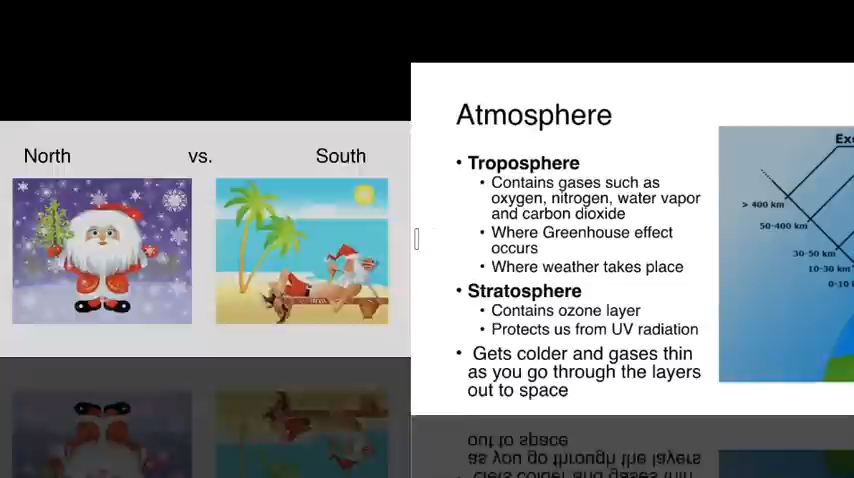 North vs. South
Atmosphere
• Troposphere
• Contains gases such as
oxygen, nitrogen, water vapor
and carbon dioxide
• Where Greenhouse effect
occurs
• Where weather takes place
• Stratosphere
• Contains ozone layer
• Protects us from UV radiation
• Gets colder and gases thin
as you go through the layers
out to space
> 400 km
50-400 km
30-50 km
10-30 km